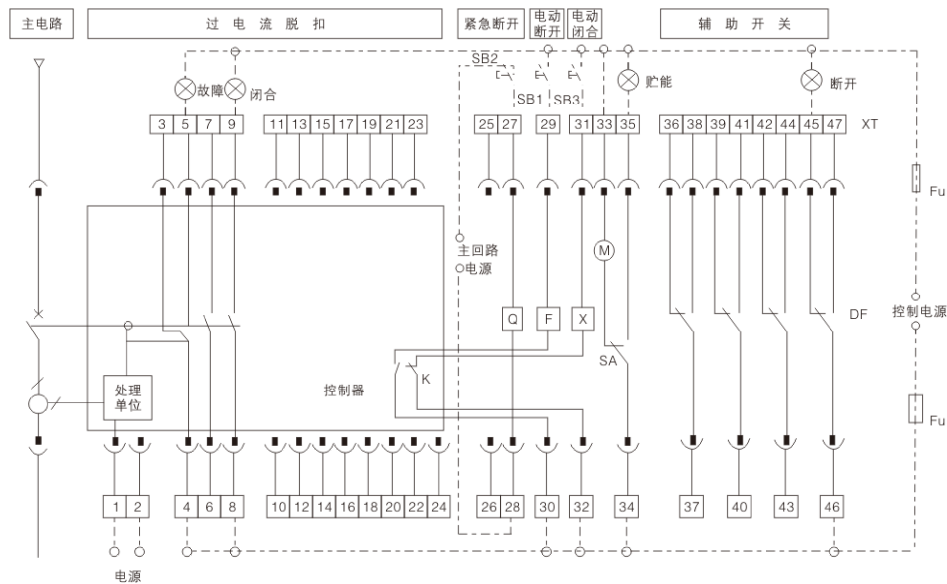 主电路 过电流脱扣 紧急断开 电动断开 电动闭合 辅助开关
SB2
故障 闭合 贮能 断开
SB1 SB3
3 5 7 9 11 13 15 17 19 21 23 25 27 29 31 33 35 36 38 39 41 42 44 45 47 XT
Fu
主回路
电源
M
Q F X DF 控制电源
SA
K
处理
单位
控制器
Fu
1 2 4 6 8 10 12 14 16 18 20 22 24 26 28 30 32 34 37 40 43 46
电源